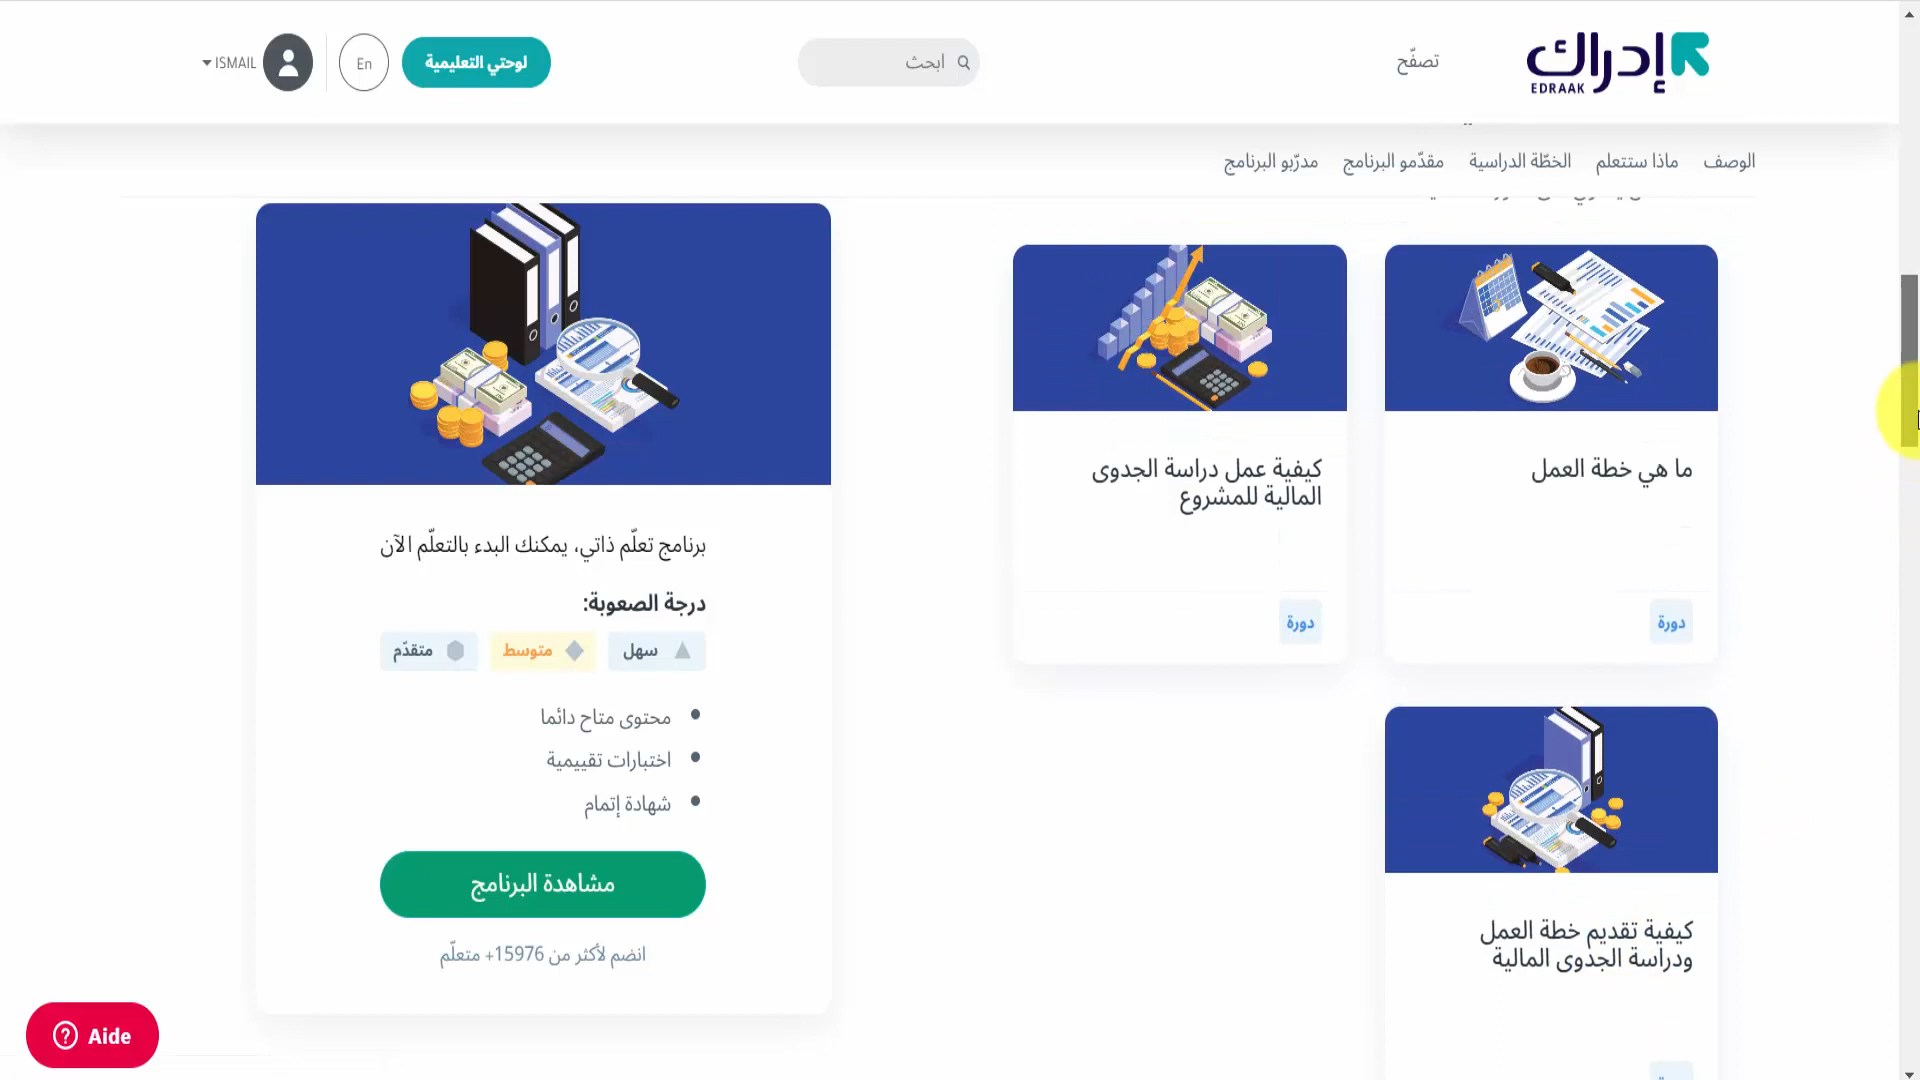 إدراك
EDRAAK
تصفّح
ابحث
لوحتي التعليمية
En
ISMAIL
الوصف
ماذا ستتعلم
الخطّة الدراسية
مقدّمو البرنامج
مدرّبو البرنامج
ما هي خطة العمل
دورة
كيفية عمل دراسة الجدوى
المالية للمشروع
دورة
كيفية تقديم خطة العمل
ودراسة الجدوى المالية
برنامج تعلّم ذاتي، يمكنك البدء بالتعلّم الآن
درجة الصعوبة:
سهل
متوسط
متقدّم
محتوى متاح دائما
اختبارات تقييمية
شهادة إتمام
مشاهدة البرنامج
انضم لأكثر من 15976+ متعلّم
Aide